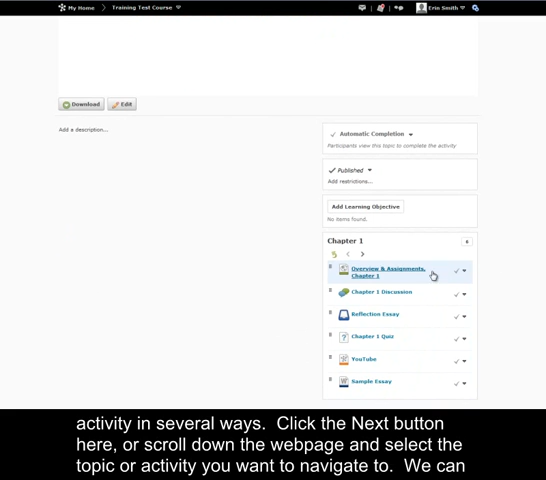 My Home Training Test Course Erin Smith
Download Edit
Add a description...
Automatic Completion
Participants view this topic to complete the activity
Published
Add restrictions...
Add Learning Objective
No items found.
Chapter 1 6
Overview & Assignments,
Chapter 1
Chapter 1 Discussion
Reflection Essay
Chapter 1 Quiz
YouTube
Sample Essay
activity in several ways. Click the Next button
here, or scroll down the webpage and select the
topic or activity you want to navigate to. We can